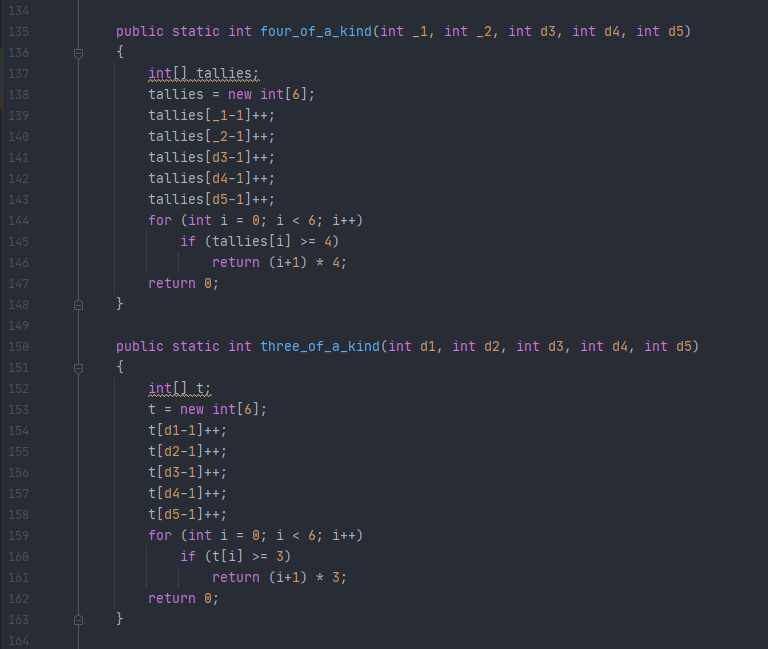 134
135 public static int four_of_a_kind(int _1, int _2, int d3, int d4, int d5)
136 {
137 int[] tallies;
138 tallies = new int[6];
139 tallies[_1-1]++;
140 tallies[_2-1]++;
141 tallies[d3-1]++;
142 tallies[d4-1]++;
143 tallies[d5-1]++;
144 for (int i = 0; i < 6; i++)
145 if (tallies[i] >= 4)
146 return (i+1) * 4;
147 return 0;
148 }
149
150 public static int three_of_a_kind(int d1, int d2, int d3, int d4, int d5)
151 {
152 int[] t;
153 t = new int[6];
154 t[d1-1]++;
155 t[d2-1]++;
156 t[d3-1]++;
157 t[d4-1]++;
158 t[d5-1]++;
159 for (int i = 0; i < 6; i++)
160 if (t[i] >= 3)
161 return (i+1) * 3;
162 return 0;
163 }
164